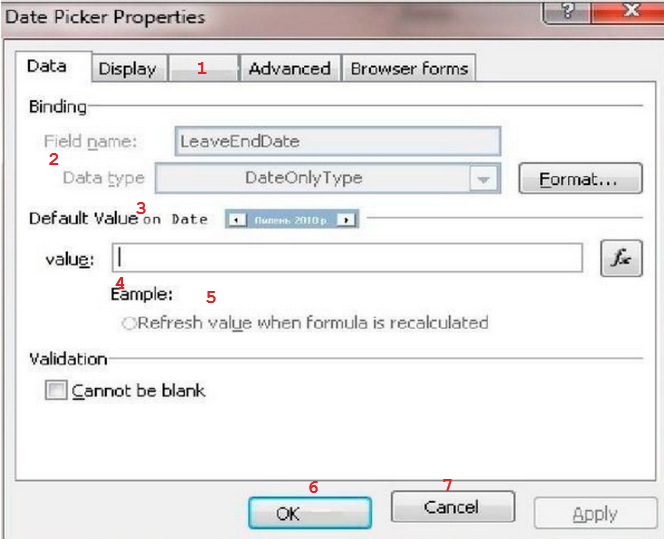 Date Picker Properties
?
Data Display 1 Advanced Browser forms
Binding
Field name: LeaveEndDate
2
Data type DateOnlyType Format...
3
Default Value on Date 2010 р.
value: fx
4
Eample: 5
Refresh value when formula is recalculated
Validation
Cannot be blank
6 7
OK Cancel Apply